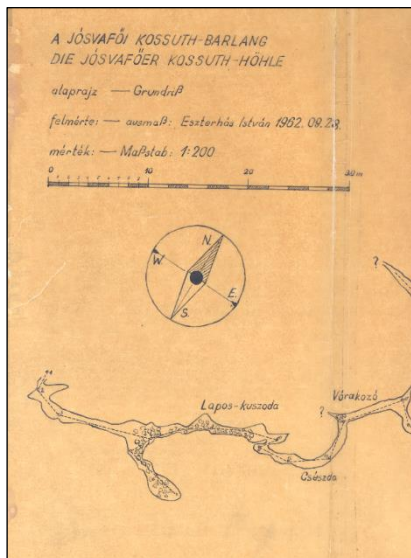 A JÓSVAFŐI KOSSUTH-BARLANG
DIE JÓSVAFŐER KOSSUTH-HÖHLE
alaprajz — Grundriß
felmérte: — ausmaß: Eszterhás István 1962. 09. 28.
mérték: — Maßstab: 1:200
0 10 20 30 m
N.
W.
E.
S.
?
Lapos-kuszoda
Várakozó
?
Csúszda